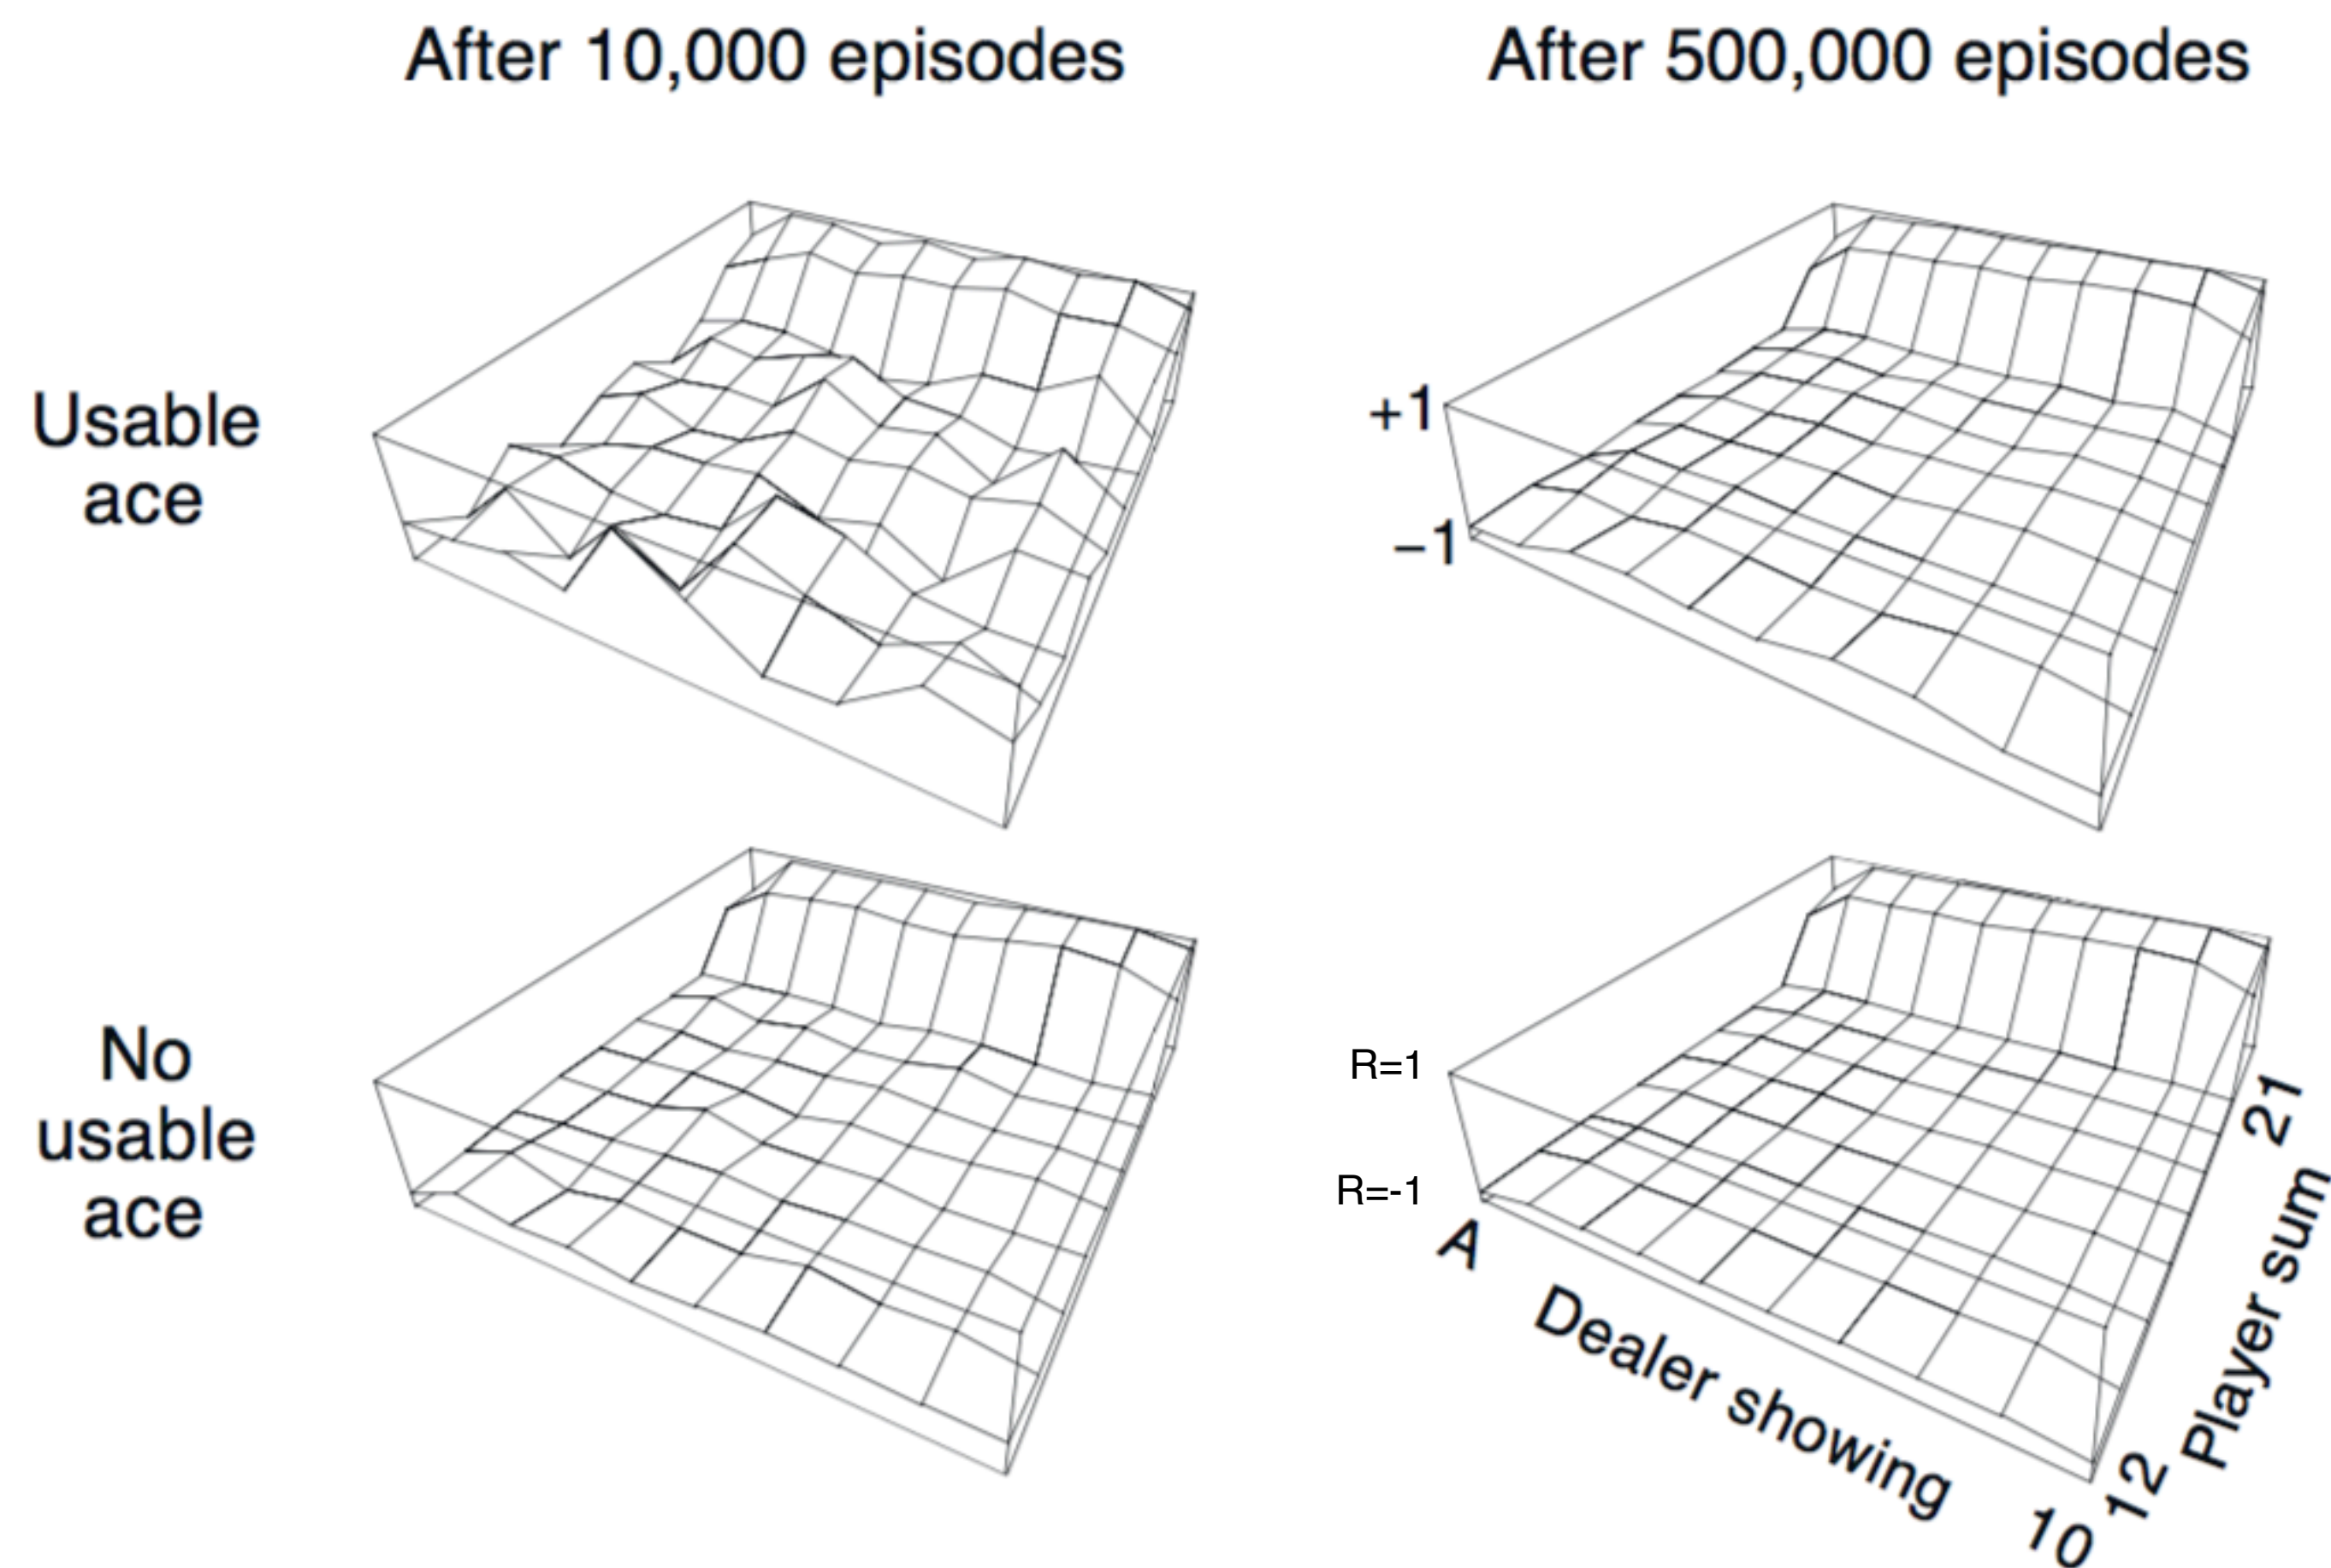 After 10,000 episodes
After 500,000 episodes
Usable
ace
+1
−1
No
usable
ace
R=1
R=-1
A
Dealer showing
10
12
Player sum
21